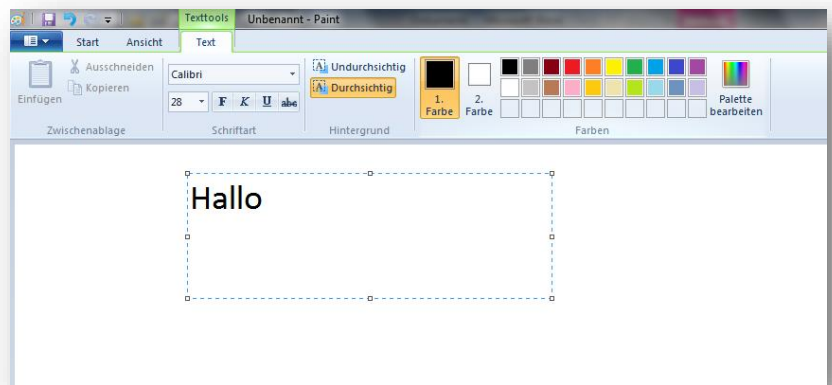 Texttools Unbenannt - Paint
Start Ansicht Text
Ausschneiden
Kopieren
Einfügen
Zwischenablage
Calibri
28 F K U abc
Schriftart
Undurchsichtig
Durchsichtig
Hintergrund
1.
Farbe
2.
Farbe
Palette
bearbeiten
Farben
Hallo